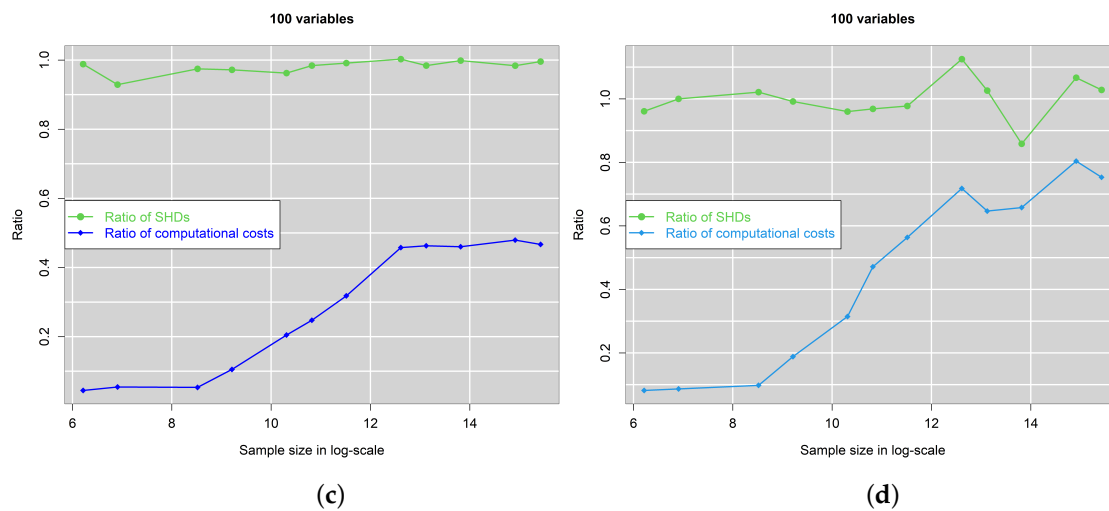 100 variables
Ratio
1.0
0.8
0.6
0.4
0.2
Ratio of SHDs
Ratio of computational costs
6 8 10 12 14
Sample size in log-scale
(c)
100 variables
Ratio
1.0
0.8
0.6
0.4
0.2
Ratio of SHDs
Ratio of computational costs
6 8 10 12 14
Sample size in log-scale
(d)